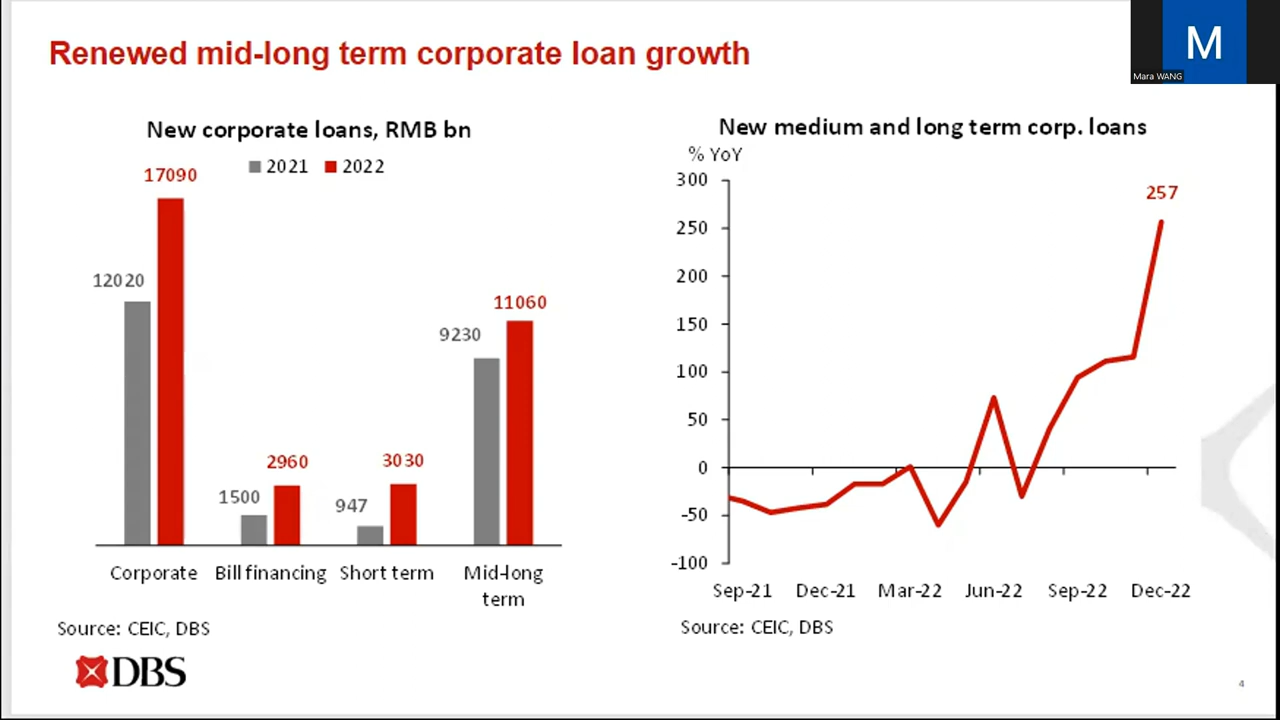 Renewed mid-long term corporate loan growth
M
Mara WANG
New corporate loans, RMB bn
2021 2022
17090
12020
1500
2960
947
3030
9230
11060
Corporate Bill financing Short term Mid-long
term
Source: CEIC, DBS
New medium and long term corp. loans
% YoY
300
250
200
150
100
50
0
-50
-100
257
Sep-21 Dec-21 Mar-22 Jun-22 Sep-22 Dec-22
Source: CEIC, DBS
DBS
4